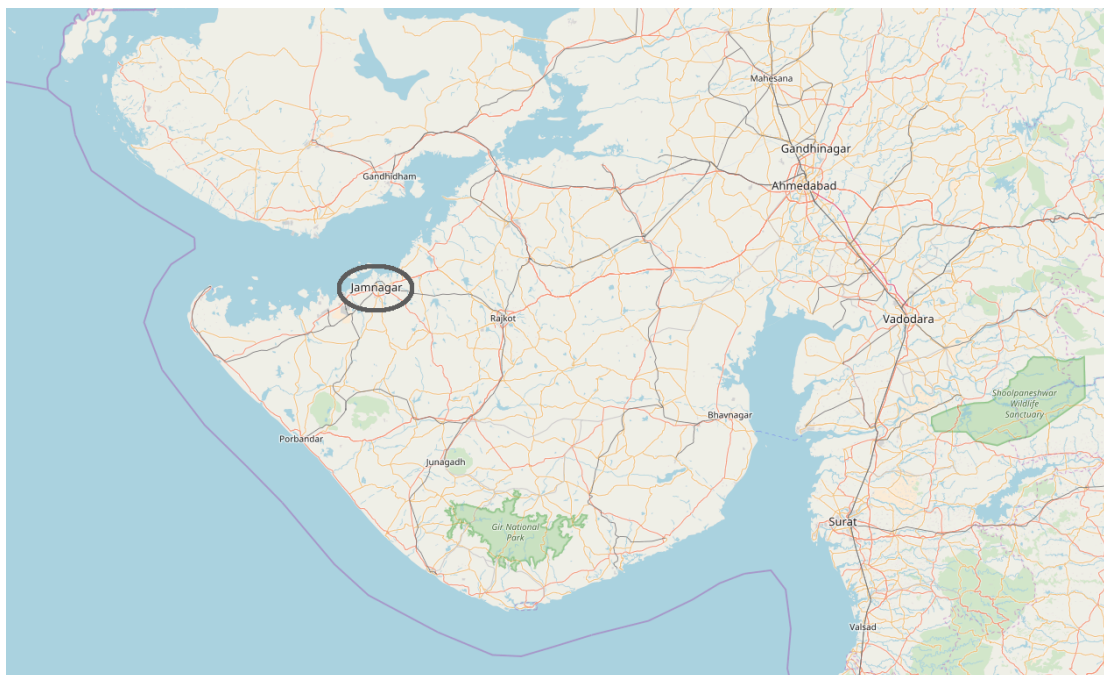 Mahesana
Gandhinagar
Ahmedabad
Gandhidham
Jamnagar
Rajkot
Vadodara
Shoolpaneshwar
Wildlife
Sanctuary
Bhavnagar
Porbandar
Junagadh
Gir National
Park
Surat
Valsad